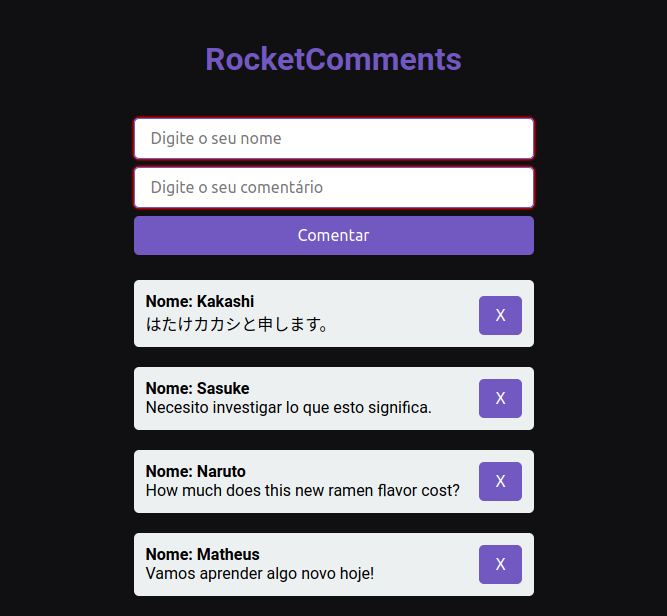 RocketComments
Digite o seu nome
Digite o seu comentário
Comentar
Nome: Kakashi
はたけカカシと申します。
X
Nome: Sasuke
Necesito investigar lo que esto significa.
X
Nome: Naruto
How much does this new ramen flavor cost?
X
Nome: Matheus
Vamos aprender algo novo hoje!
X